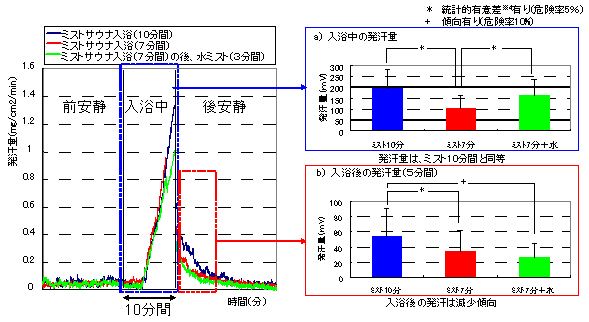 * 統計的有意差※有り(危険率5%)
+ 傾向有り(危険率10%)
ミストサウナ入浴(10分間)
ミストサウナ入浴(7分間)
ミストサウナ入浴(7分間)の後、水ミスト(3分間)
発汗量(mg/cm2/min)
1.6
1.4
1.2
1
0.8
0.6
0.4
0.2
0
前安静
入浴中
後安静
10分間
時間(分)
a) 入浴中の発汗量
発汗量(mV)
300
250
200
150
100
50
0
* *
ミスト10分 ミスト7分 ミスト7分+水
発汗量は、ミスト10分間と同等
b) 入浴後の発汗量(5分間)
発汗量(mV)
100
80
60
40
20
0
+
*
ミスト10分 ミスト7分 ミスト7分+水
入浴後の発汗は減少傾向